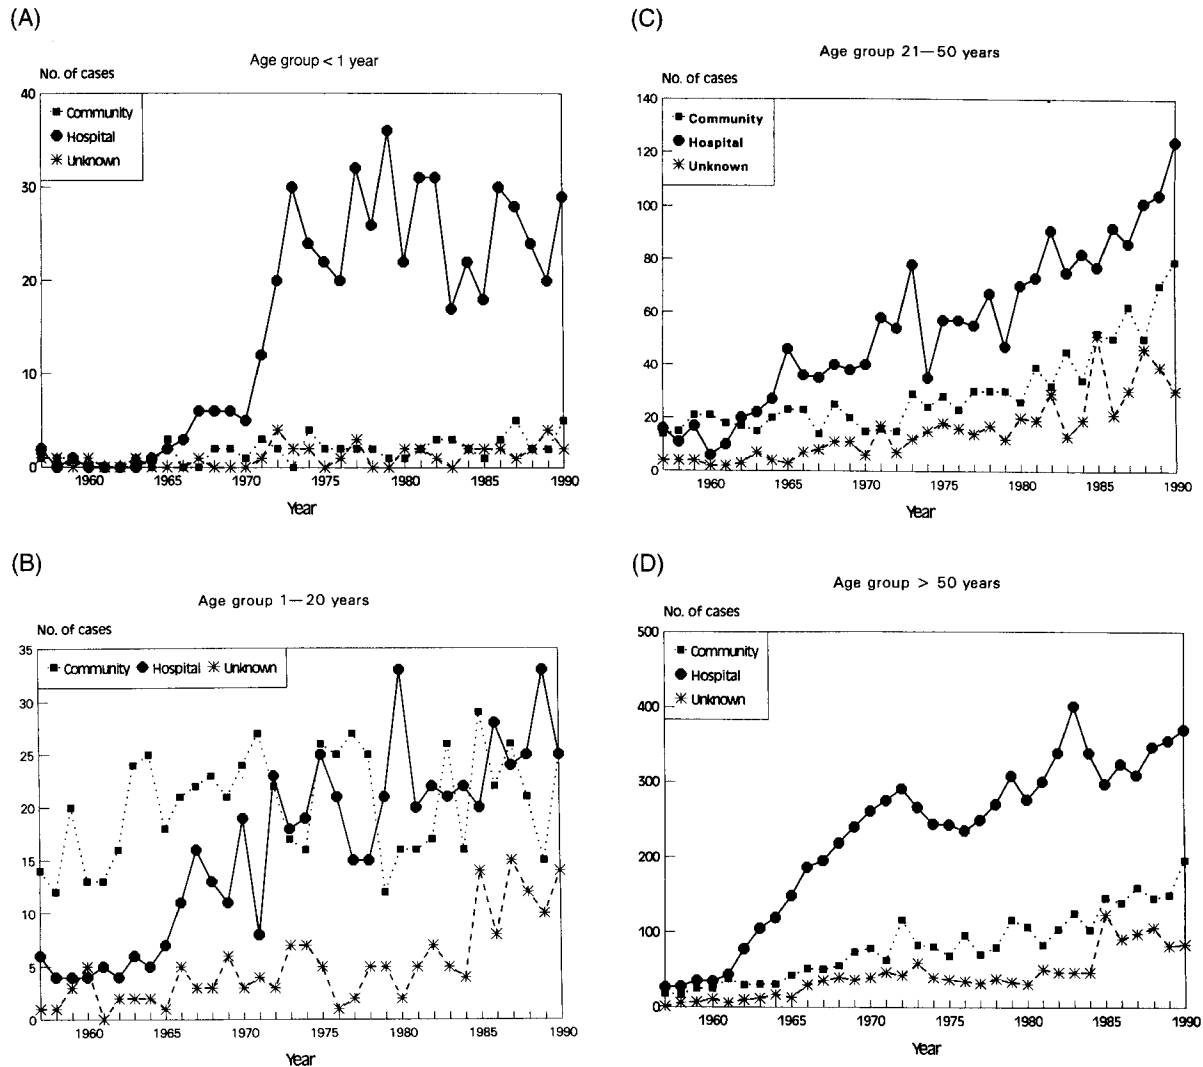 (A)
Age group < 1 year
No. of cases
40
30
20
10
0
Community
Hospital
Unknown
1960 1965 1970 1975 1980 1985 1990
Year
(B)
Age group 1—20 years
No. of cases
35
30
25
20
15
10
5
0
Community Hospital Unknown
1960 1965 1970 1975 1980 1985 1990
Year
(C)
Age group 21—50 years
No. of cases
140
120
100
80
60
40
20
0
Community
Hospital
Unknown
1960 1965 1970 1975 1980 1985 1990
Year
(D)
Age group > 50 years
No. of cases
500
400
300
200
100
0
Community
Hospital
Unknown
1960 1965 1970 1975 1980 1985 1990
Year